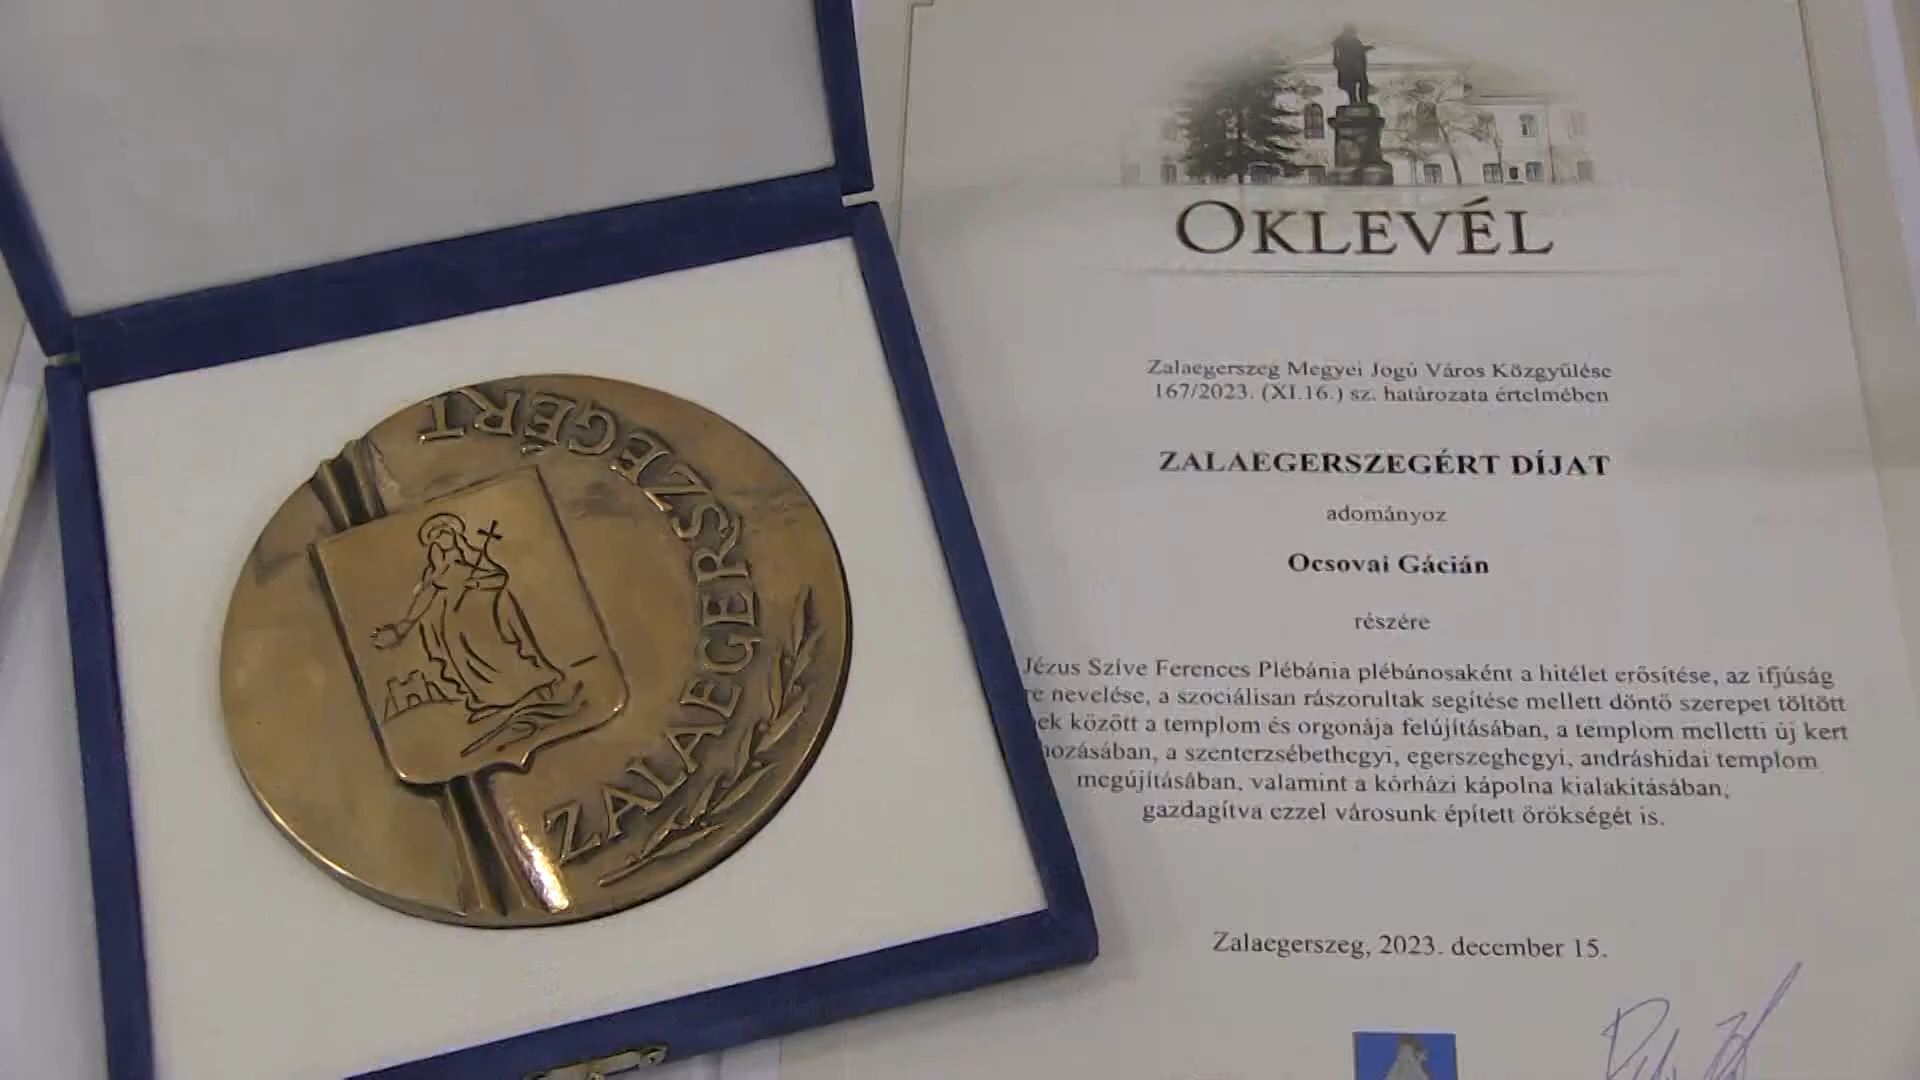 ZALAEGERSZEGÉRT
OKLEVÉL
Zalaegerszeg Megyei Jogú Város Közgyűlése
167/2023. (XI.16.) sz. határozata értelmében
ZALAEGERSZEGÉRT DÍJAT
adományoz
Ocsovai Gácián
részére
Jézus Szíve Ferences Plébánia plébánosaként a hitélet erősítése, az ifjúság
nevelése, a szociálisan rászorultak segítése mellett döntő szerepet töltött
között a templom és orgonája felújításában, a templom melletti új kert
a szenterzsébethegyi, egerszeghegyi, andráshidai templom
megújításában, valamint a kórházi kápolna kialakításában,
gazdagítva ezzel városunk épített örökségét is.
Zalaegerszeg, 2023. december 15.